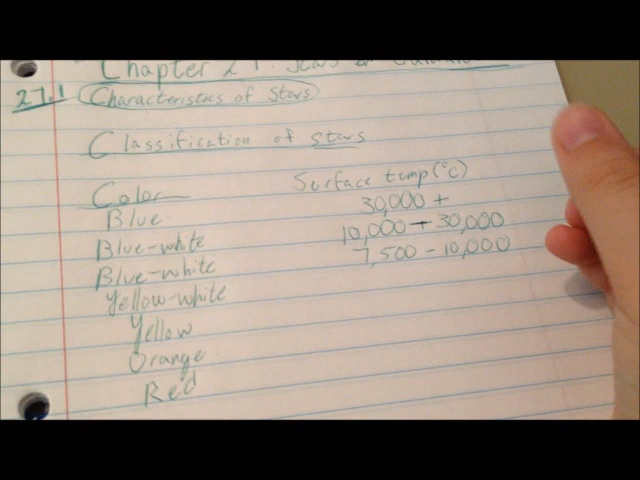 Chapter
27.1 Characteristics of Stars
Classification of stars
Color Surface temp (°C)
Blue 30,000 +
Blue-white 10,000 - 30,000
Blue-white 7,500 - 10,000
Yellow-white
Yellow
Orange
Red